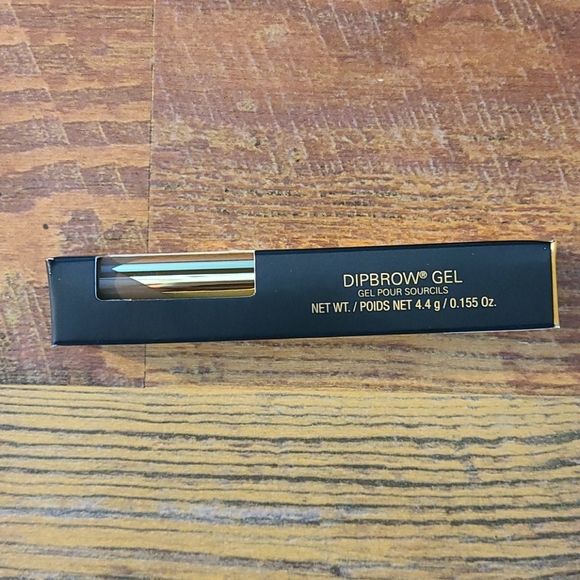 DIPBROW® GEL
GEL POUR SOURCILS
NET WT. / POIDS NET 4.4 g / 0.155 Oz.